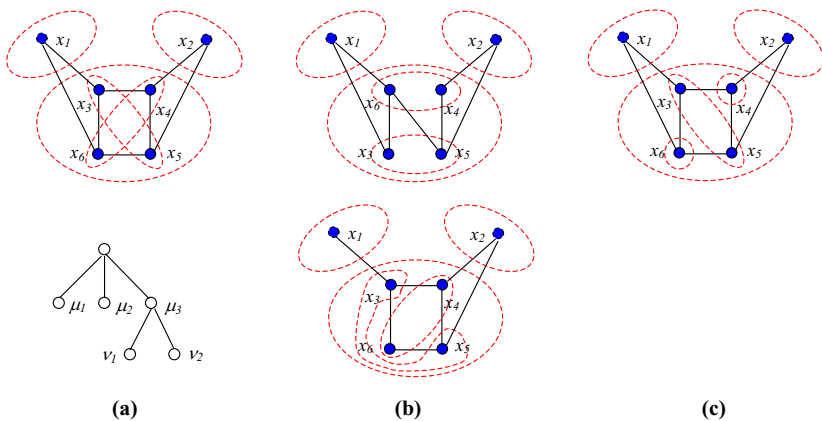 x1 x2 x3 x4 x6 x5
x1 x2 x6 x4 x3 x5
x1 x2 x3 x4 x6 x5
μ1 μ2 μ3
ν1 ν2
x1 x2 x3 x4 x6 x5
(a) (b) (c)